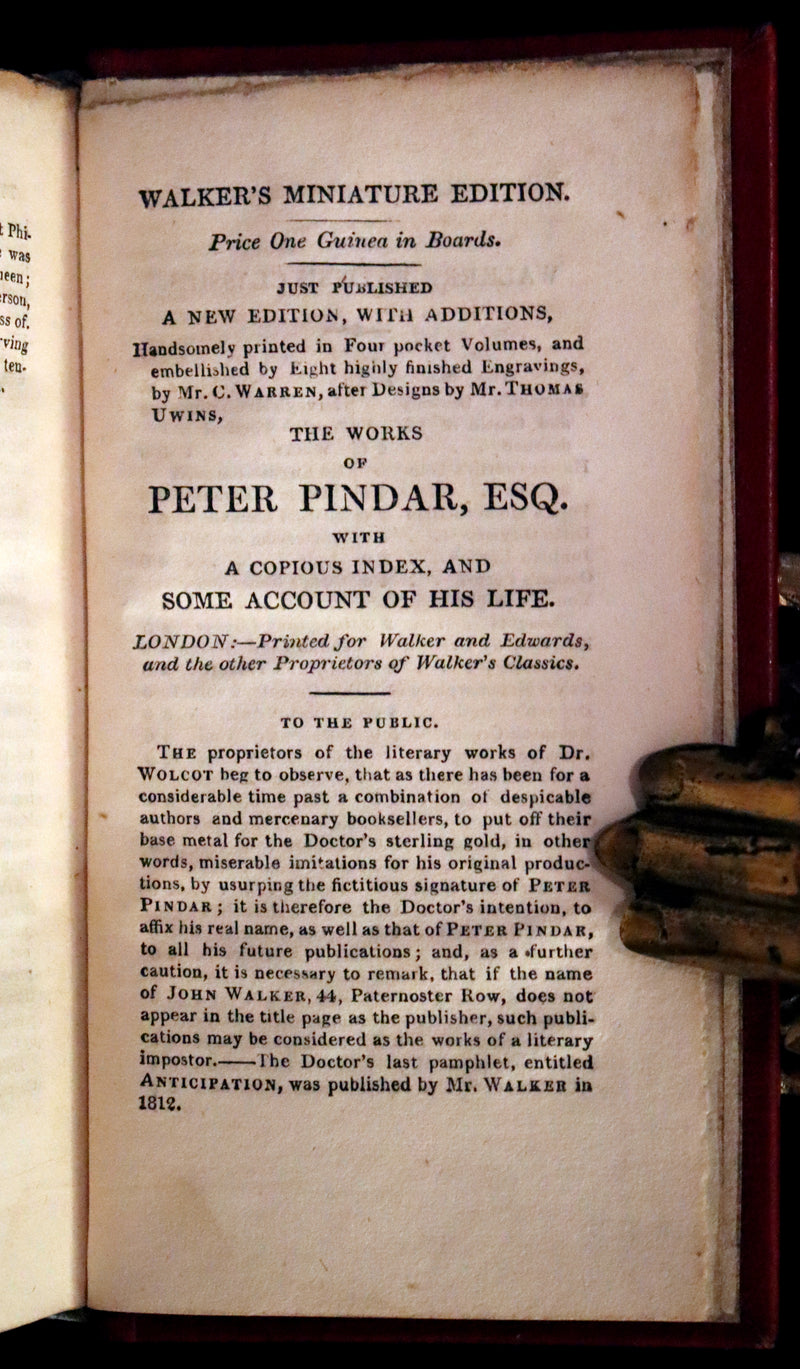 t Phi.
was
ieen;
rson,
ss of.
ving
ten-
WALKER'S MINIATURE EDITION.
Price One Guinea in Boards.
JUST PUBLISHED
A NEW EDITION, WITH ADDITIONS,
Handsomely printed in Four pocket Volumes, and
embellished by Eight highly finished Engravings,
by Mr. C. WARREN, after Designs by Mr. THOMAS
UWINS,
THE WORKS
OF
PETER PINDAR, ESQ.
WITH
A COPIOUS INDEX, AND
SOME ACCOUNT OF HIS LIFE.
LONDON:—Printed for Walker and Edwards,
and the other Proprietors of Walker's Classics.
TO THE PUBLIC.
THE proprietors of the literary works of Dr.
WOLCOT beg to observe, that as there has been for a
considerable time past a combination of despicable
authors and mercenary booksellers, to put off their
base metal for the Doctor's sterling gold, in other
words, miserable imitations for his original produc-
tions, by usurping the fictitious signature of PETER
PINDAR; it is therefore the Doctor's intention, to
affix his real name, as well as that of PETER PINDAR,
to all his future publications; and, as a further
caution, it is necessary to remark, that if the name
of JOHN WALKER, 44, Paternoster Row, does not
appear in the title page as the publisher, such publi-
cations may be considered as the works of a literary
impostor.——The Doctor's last pamphlet, entitled
ANTICIPATION, was published by Mr. WALKER in
1812.